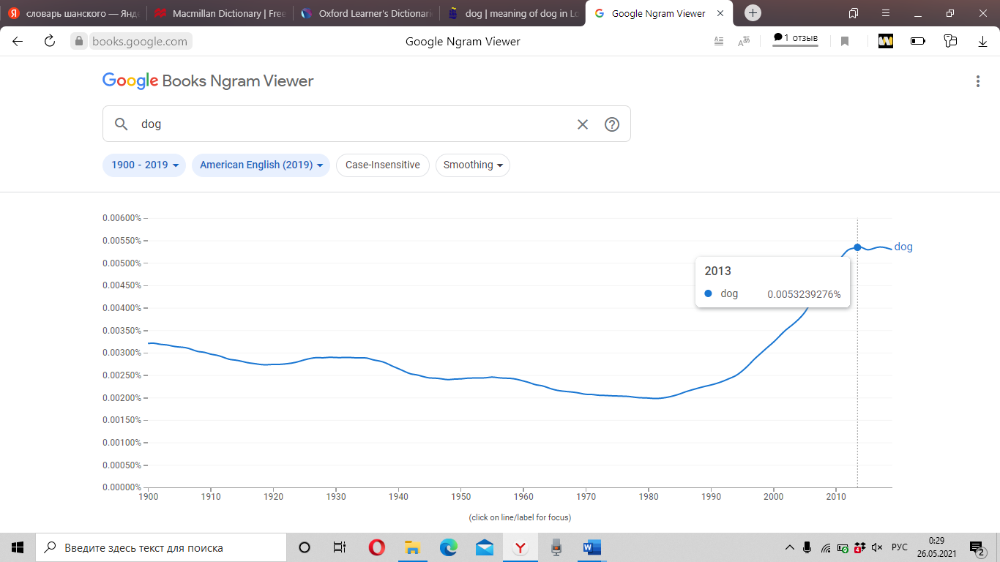 словарь шанского — Янде
Macmillan Dictionary | Free
Oxford Learner's Dictionari
dog | meaning of dog in Lo
Google Ngram Viewer
books.google.com
Google Ngram Viewer
1 отзыв
Google Books Ngram Viewer
dog
1900 - 2019
American English (2019)
Case-Insensitive
Smoothing
0.00600%
0.00550%
0.00500%
0.00450%
0.00400%
0.00350%
0.00300%
0.00250%
0.00200%
0.00150%
0.00100%
0.00050%
0.00000%
dog
2013
dog 0.0053239276%
1900 1910 1920 1930 1940 1950 1960 1970 1980 1990 2000 2010
(click on line/label for focus)
Введите здесь текст для поиска
РУС
0:29
26.05.2021
2